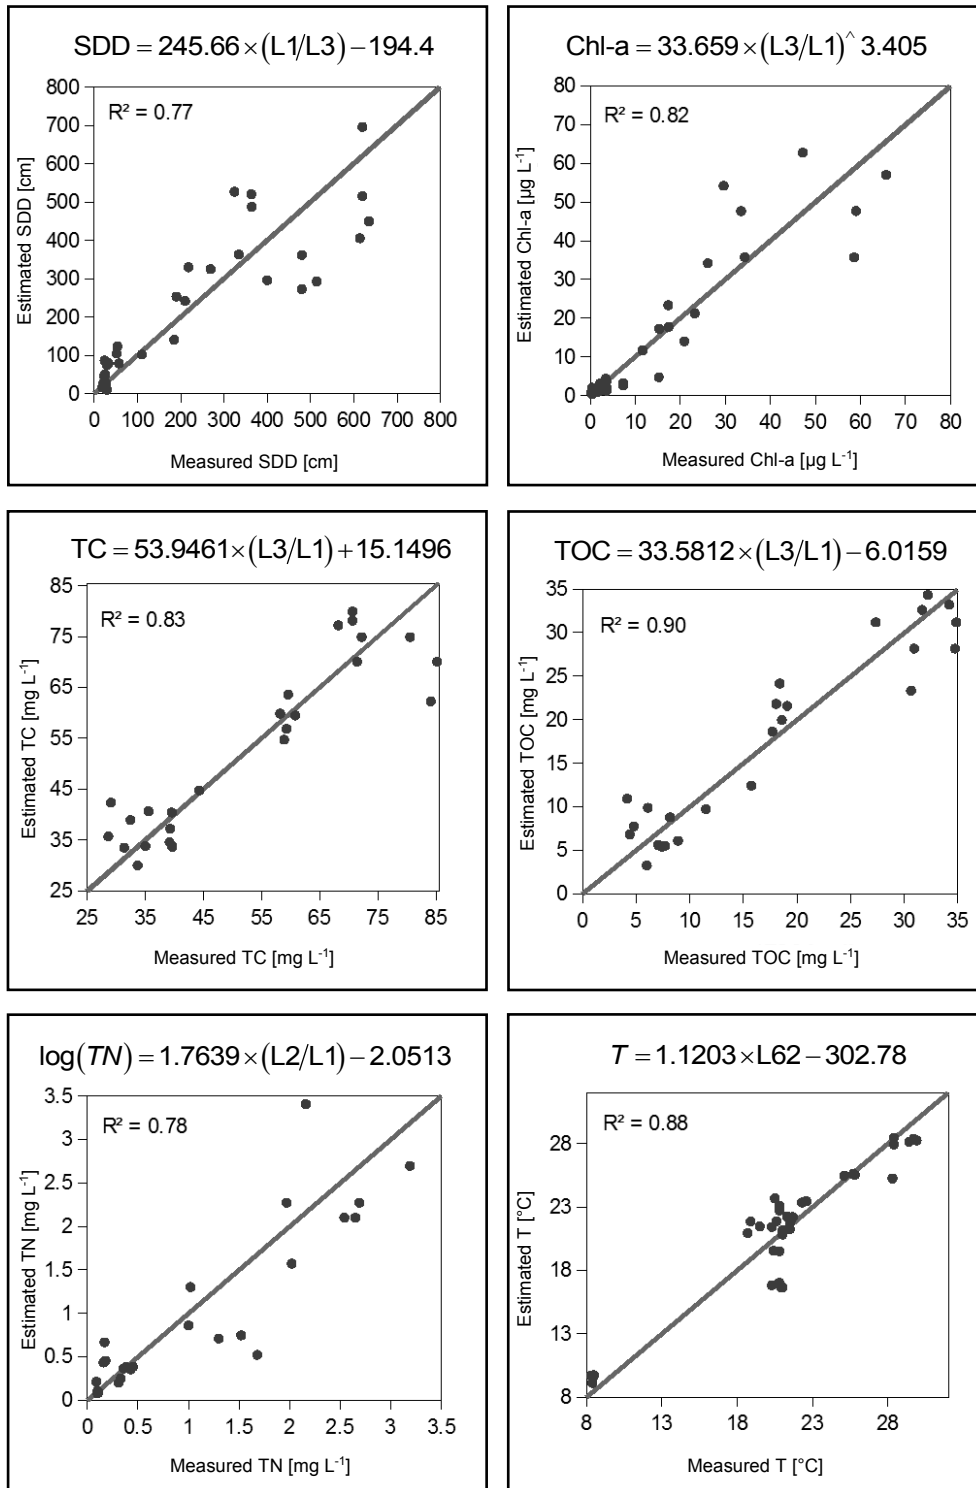 SDD = 245.66 × (L1/L3) − 194.4
800
700
600
500
400
300
200
100
0
R² = 0.77
Estimated SDD [cm]
0 100 200 300 400 500 600 700 800
Measured SDD [cm]
Chl-a = 33.659 × (L3/L1)^ 3.405
80
70
60
50
40
30
20
10
0
R² = 0.82
Estimated Chl-a [µg L⁻¹]
0 10 20 30 40 50 60 70 80
Measured Chl-a [µg L⁻¹]
TC = 53.9461 × (L3/L1) + 15.1496
85
75
65
55
45
35
25
R² = 0.83
Estimated TC [mg L⁻¹]
25 35 45 55 65 75 85
Measured TC [mg L⁻¹]
TOC = 33.5812 × (L3/L1) − 6.0159
35
30
25
20
15
10
5
0
R² = 0.90
Estimated TOC [mg L⁻¹]
0 5 10 15 20 25 30 35
Measured TOC [mg L⁻¹]
log(TN) = 1.7639 × (L2/L1) − 2.0513
3.5
3
2.5
2
1.5
1
0.5
0
R² = 0.78
Estimated TN [mg L⁻¹]
0 0.5 1 1.5 2 2.5 3 3.5
Measured TN [mg L⁻¹]
T = 1.1203 × L62 − 302.78
28
23
18
13
8
R² = 0.88
Estimated T [°C]
8 13 18 23 28
Measured T [°C]